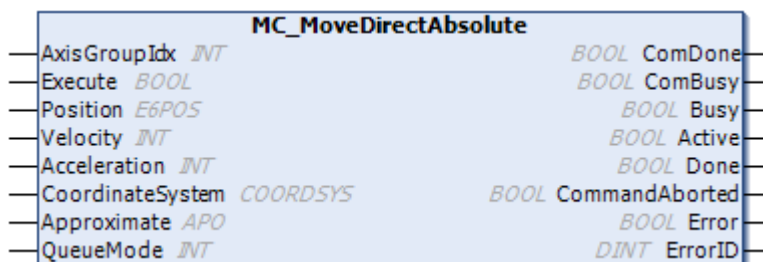 MC_MoveDirectAbsolute
AxisGroupIdx INT BOOL ComDone
Execute BOOL BOOL ComBusy
Position E6POS BOOL Busy
Velocity INT BOOL Active
Acceleration INT BOOL Done
CoordinateSystem COORDSYS BOOL CommandAborted
Approximate APO BOOL Error
QueueMode INT DINT ErrorID